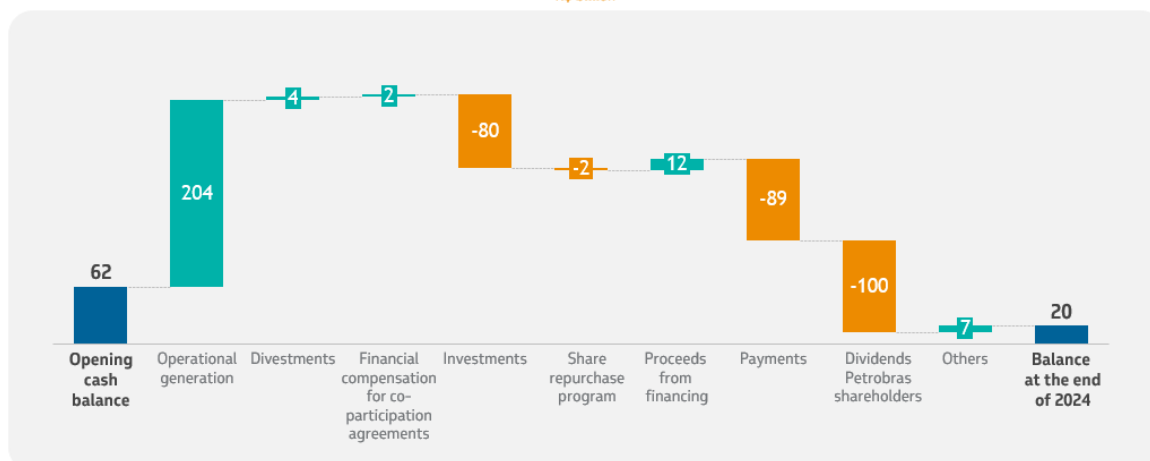 62
204
4
2
-80
-2
12
-89
-100
7
20
Opening
cash
balance
Operational
generation
Divestments
Financial
compensation
for co-
participation
agreements
Investments
Share
repurchase
program
Proceeds
from
financing
Payments
Dividends
Petrobras
shareholders
Others
Balance
at the end
of 2024